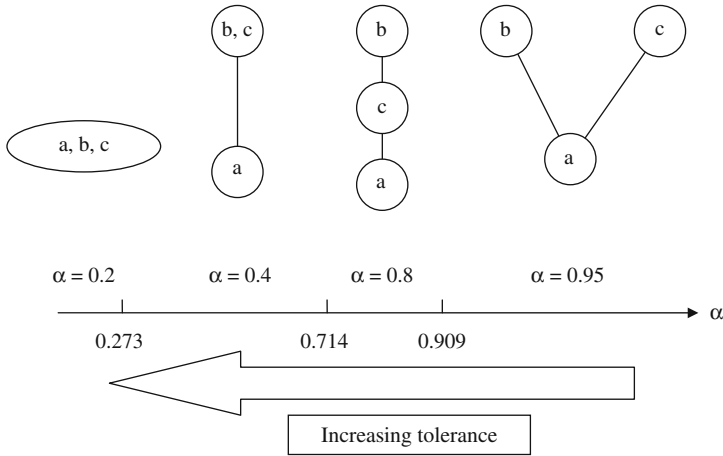 b, c
b
b
c
c
a, b, c
a
a
a
α = 0.2
α = 0.4
α = 0.8
α = 0.95
α
0.273
0.714
0.909
Increasing tolerance